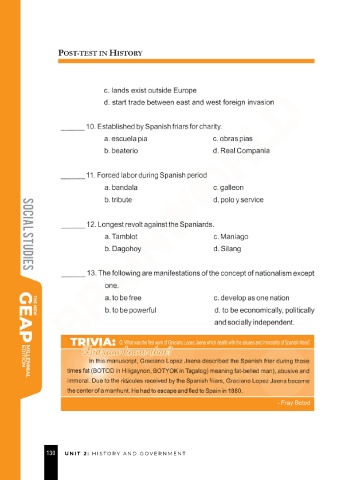 POST-TEST IN HISTORY
c. lands exist outside Europe
d. start trade between east and west foreign invasion
_______ 10. Established by Spanish friars for charity.
a. escuela pia c. obras pias
b. beaterio d. Real Compania
_______ 11. Forced labor during Spanish period
a. bandala c. galleon
b. tribute d. polo y service
_______ 12. Longest revolt against the Spaniards.
a. Tamblot c. Maniago
b. Dagohoy d. Silang
_______ 13. The following are manifestations of the concept of nationalism except
one.
a. to be free c. develop as one nation
b. to be powerful d. to be economically, politically
and socially independent.
SOCIAL STUDIES
THE NEW
GEAP
MILLENNIAL
EDITION
TRIVIA: Q. What was the first work of Graciano Lopez Jaena which dealt with the abuses and immorality of Spanish friars?
In this manuscript, Graciano Lopez Jaena described the Spanish friar during those
times fat (BOTOD in Hiligaynon, BOTYOK in Tagalog) meaning fat-bellied man), abusive and
immoral. Due to the ridicules received by the Spanish friars, Graciano Lopez Jaena became
the center of a manhunt. He had to escape and fled to Spain in 1880.
- Fray Botod
130 UNIT 2: HISTORY AND GOVERNMENT